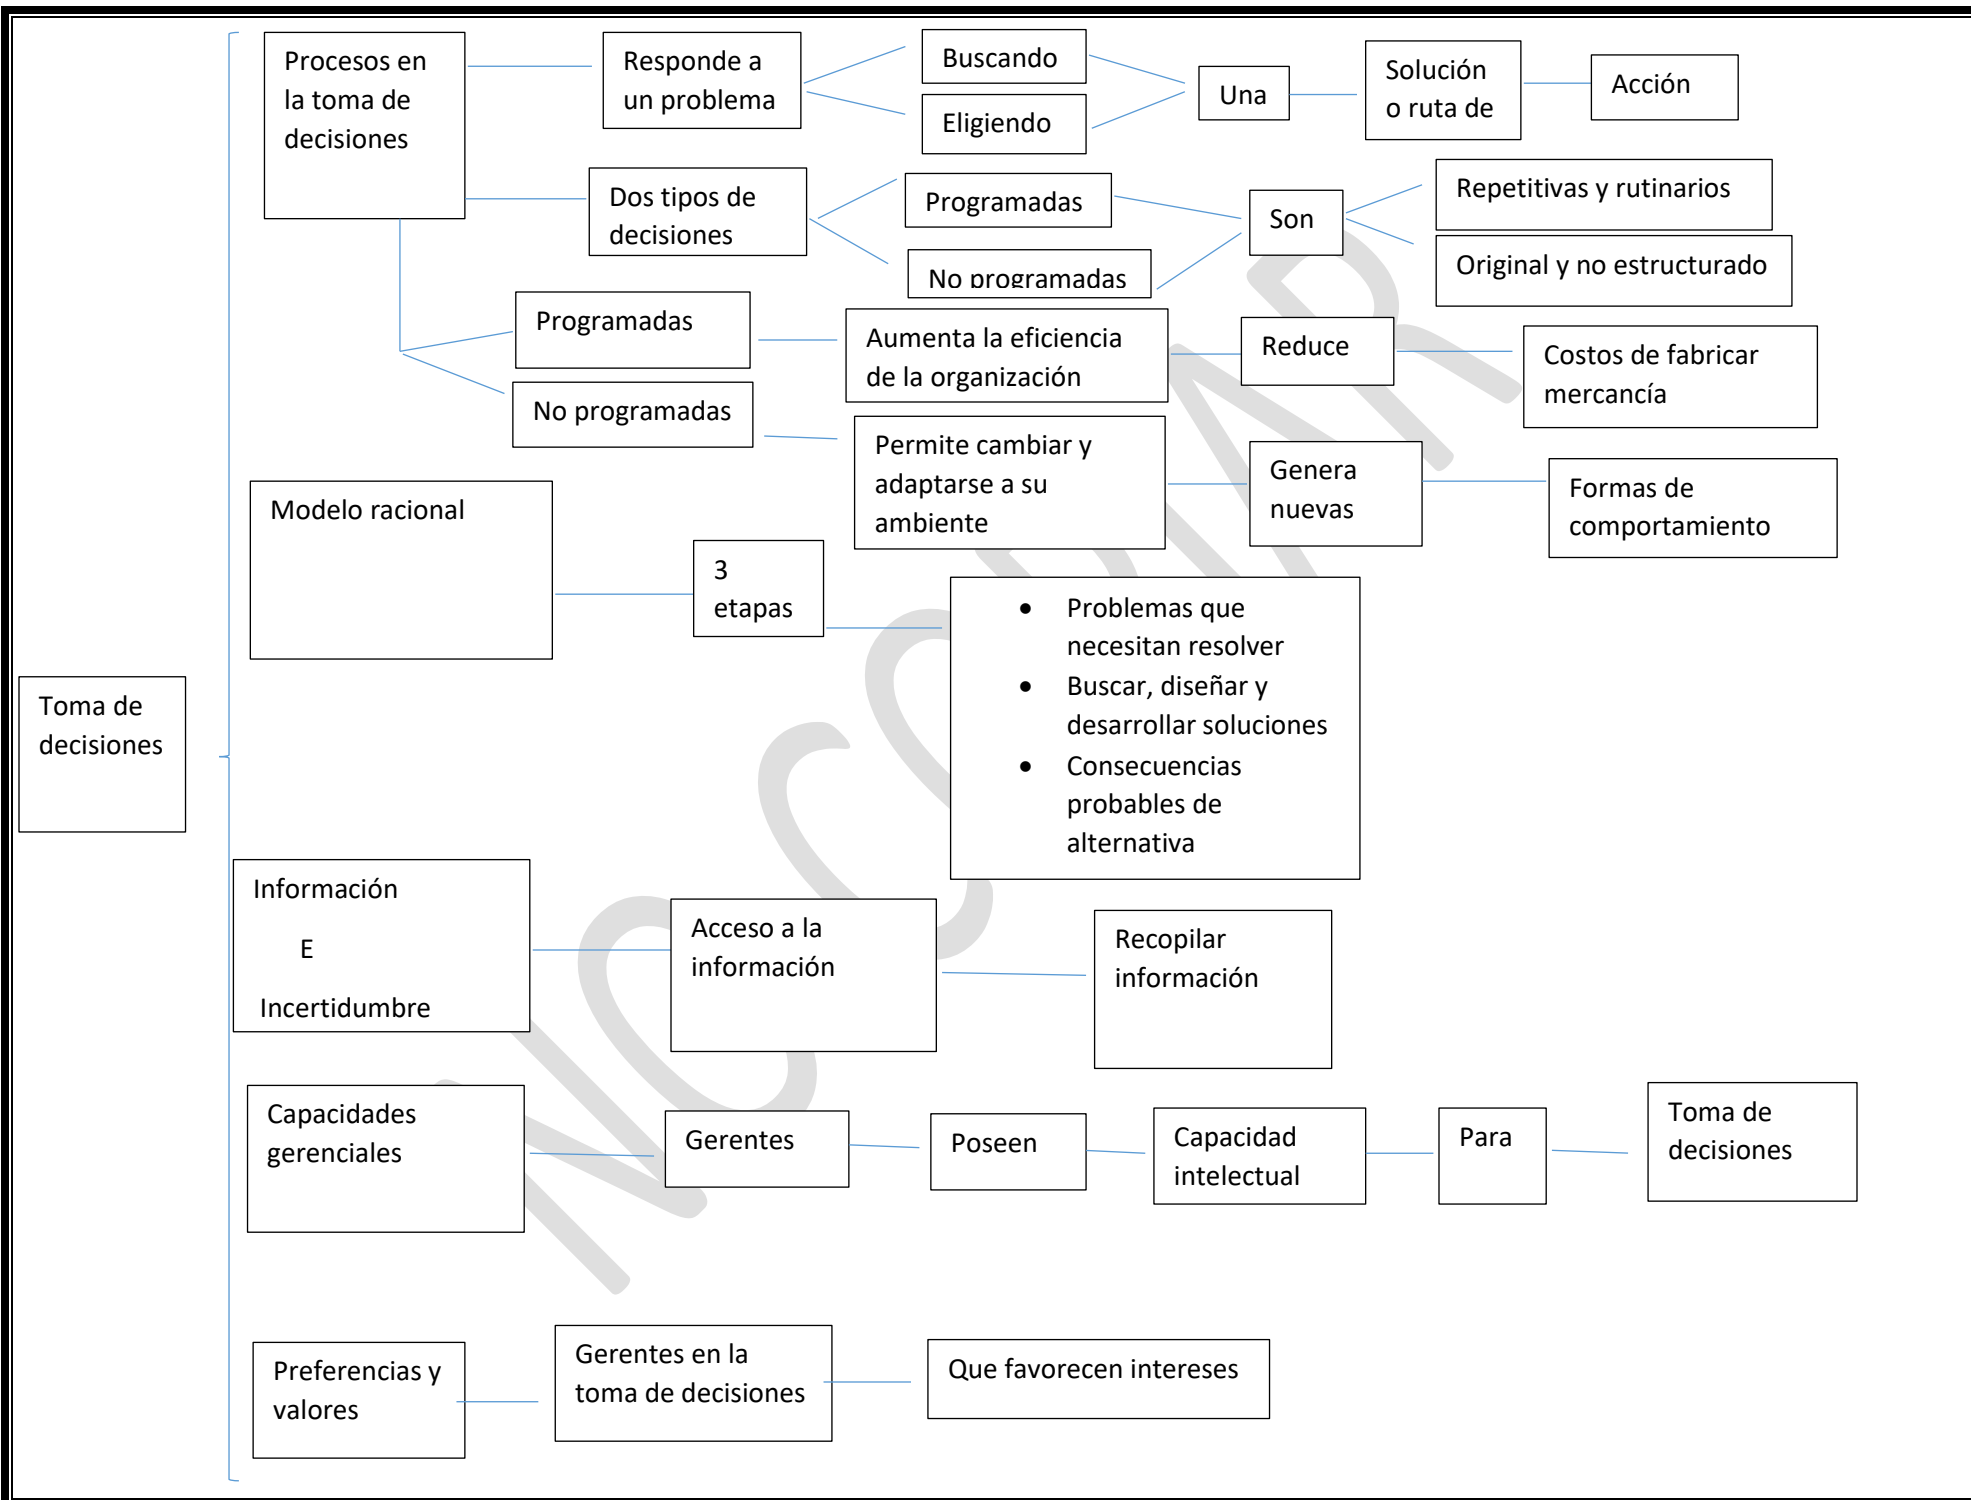 Procesos en
la toma de
decisiones
Responde a
un problema
Buscando
Eligiendo
Una
Solución
o ruta de
Acción
Dos tipos de
decisiones
Programadas
No programadas
Son
Repetitivas y rutinarios
Original y no estructurado
Programadas
Aumenta la eficiencia
de la organización
Reduce
Costos de fabricar
mercancía
No programadas
Permite cambiar y
adaptarse a su
ambiente
Genera
nuevas
Formas de
comportamiento
Modelo racional
3
etapas
• Problemas que
necesitan resolver
• Buscar, diseñar y
desarrollar soluciones
• Consecuencias
probables de
alternativa
Toma de
decisiones
Información
E
Incertidumbre
Acceso a la
información
Recopilar
información
Capacidades
gerenciales
Gerentes
Poseen
Capacidad
intelectual
Para
Toma de
decisiones
Preferencias y
valores
Gerentes en la
toma de decisiones
Que favorecen intereses
NO COPIAR